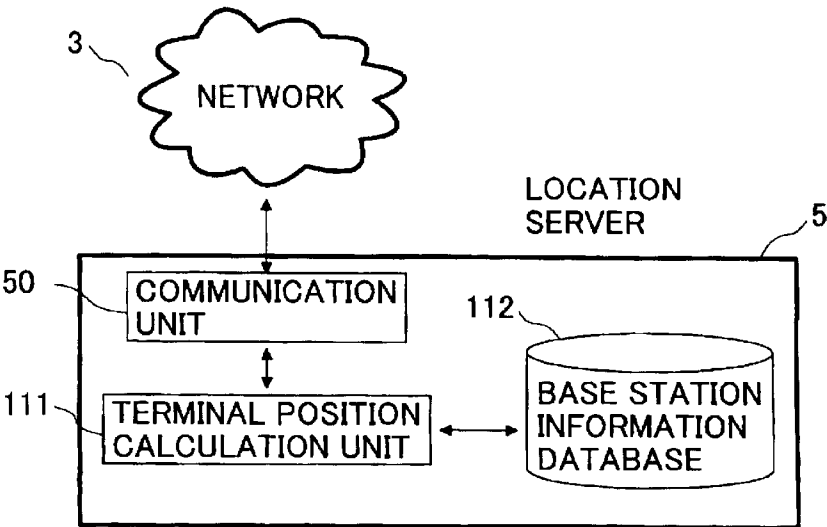 3
NETWORK
LOCATION
SERVER
5
50
COMMUNICATION
UNIT
112
111
TERMINAL POSITION
CALCULATION UNIT
BASE STATION
INFORMATION
DATABASE